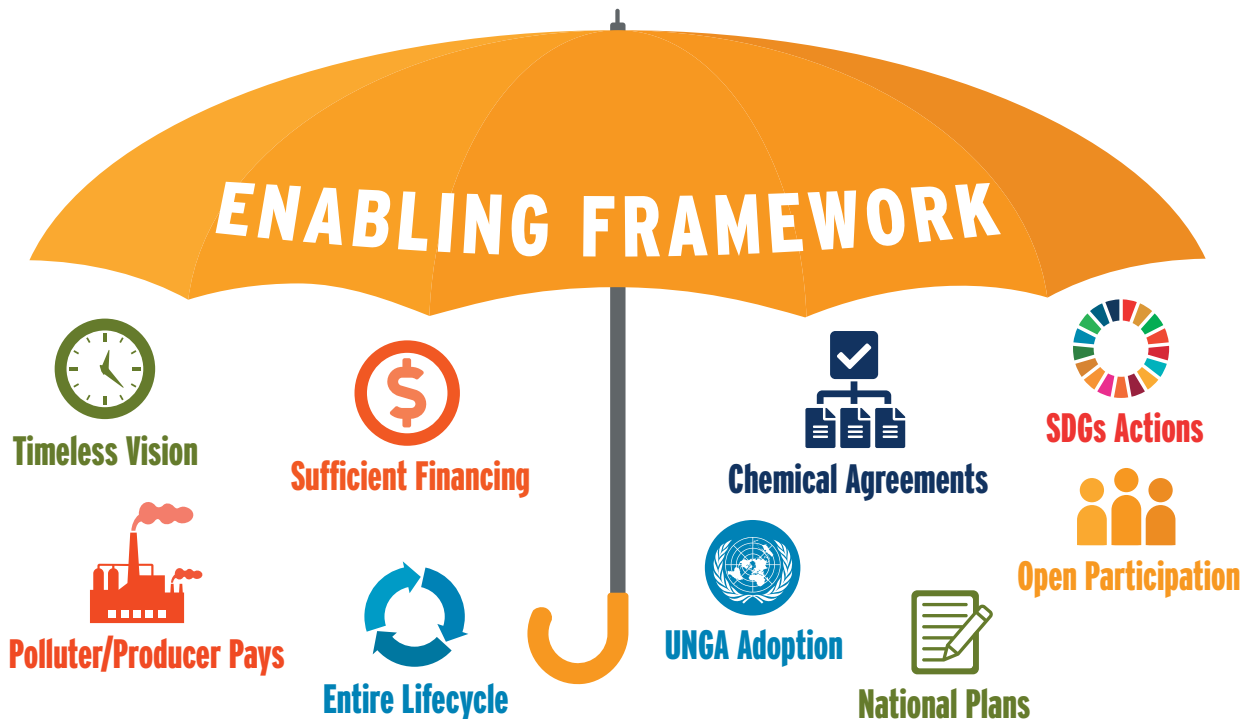 ENABLING FRAMEWORK
Timeless Vision
Sufficient Financing
Chemical Agreements
SDGs Actions
Polluter/Producer Pays
Entire Lifecycle
UNGA Adoption
National Plans
Open Participation